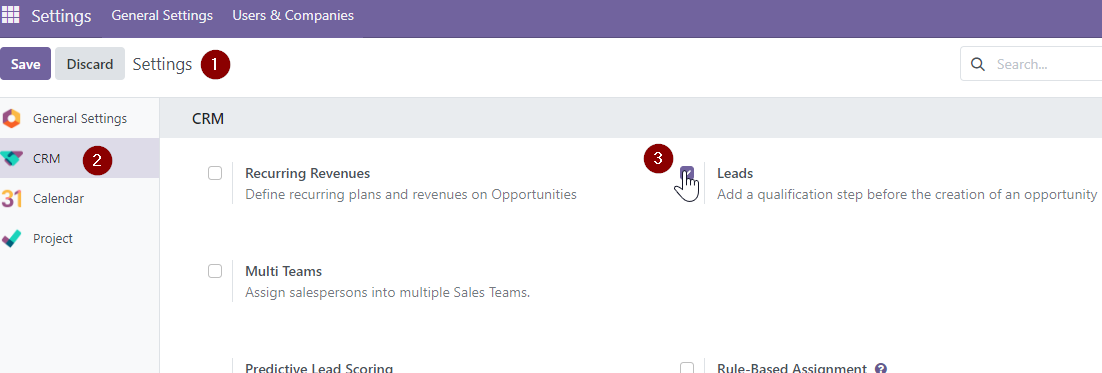 Settings General Settings Users & Companies
Save Discard Settings 1 Search...
General Settings CRM
CRM 2 3
Recurring Revenues Leads
Define recurring plans and revenues on Opportunities Add a qualification step before the creation of an opportunity
31 Calendar
Project
Multi Teams
Assign salespersons into multiple Sales Teams.
Predictive Lead Scoring Rule-Based Assignment ?